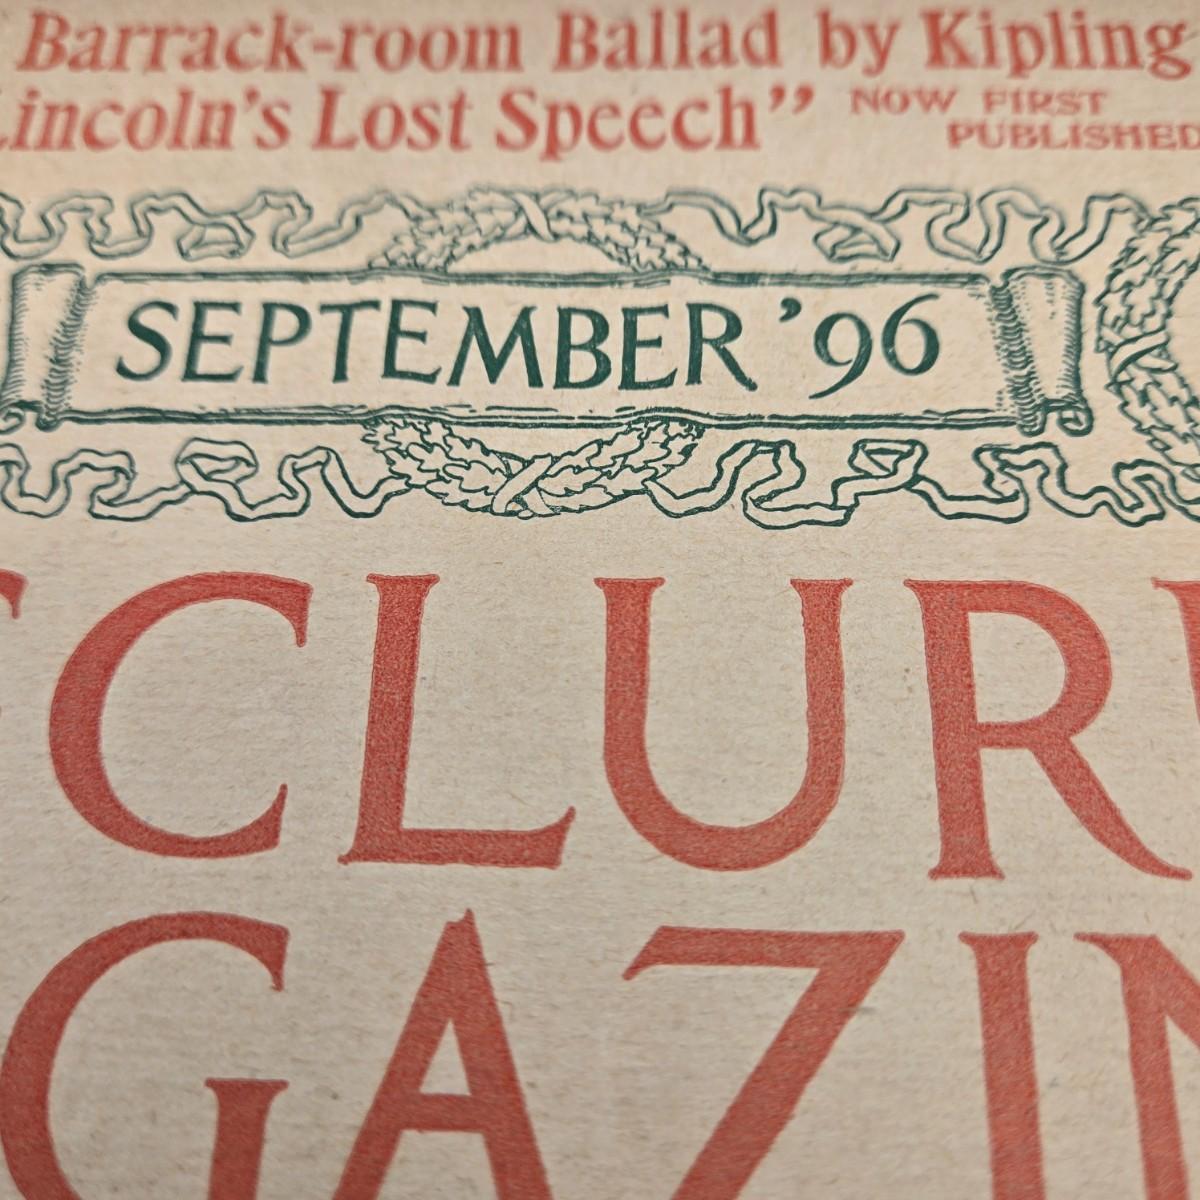 Barrack-room Ballad by Kipling
Lincoln's Lost Speech” NOW FIRST PUBLISHED
SEPTEMBER ’96
CLUR
GAZIN